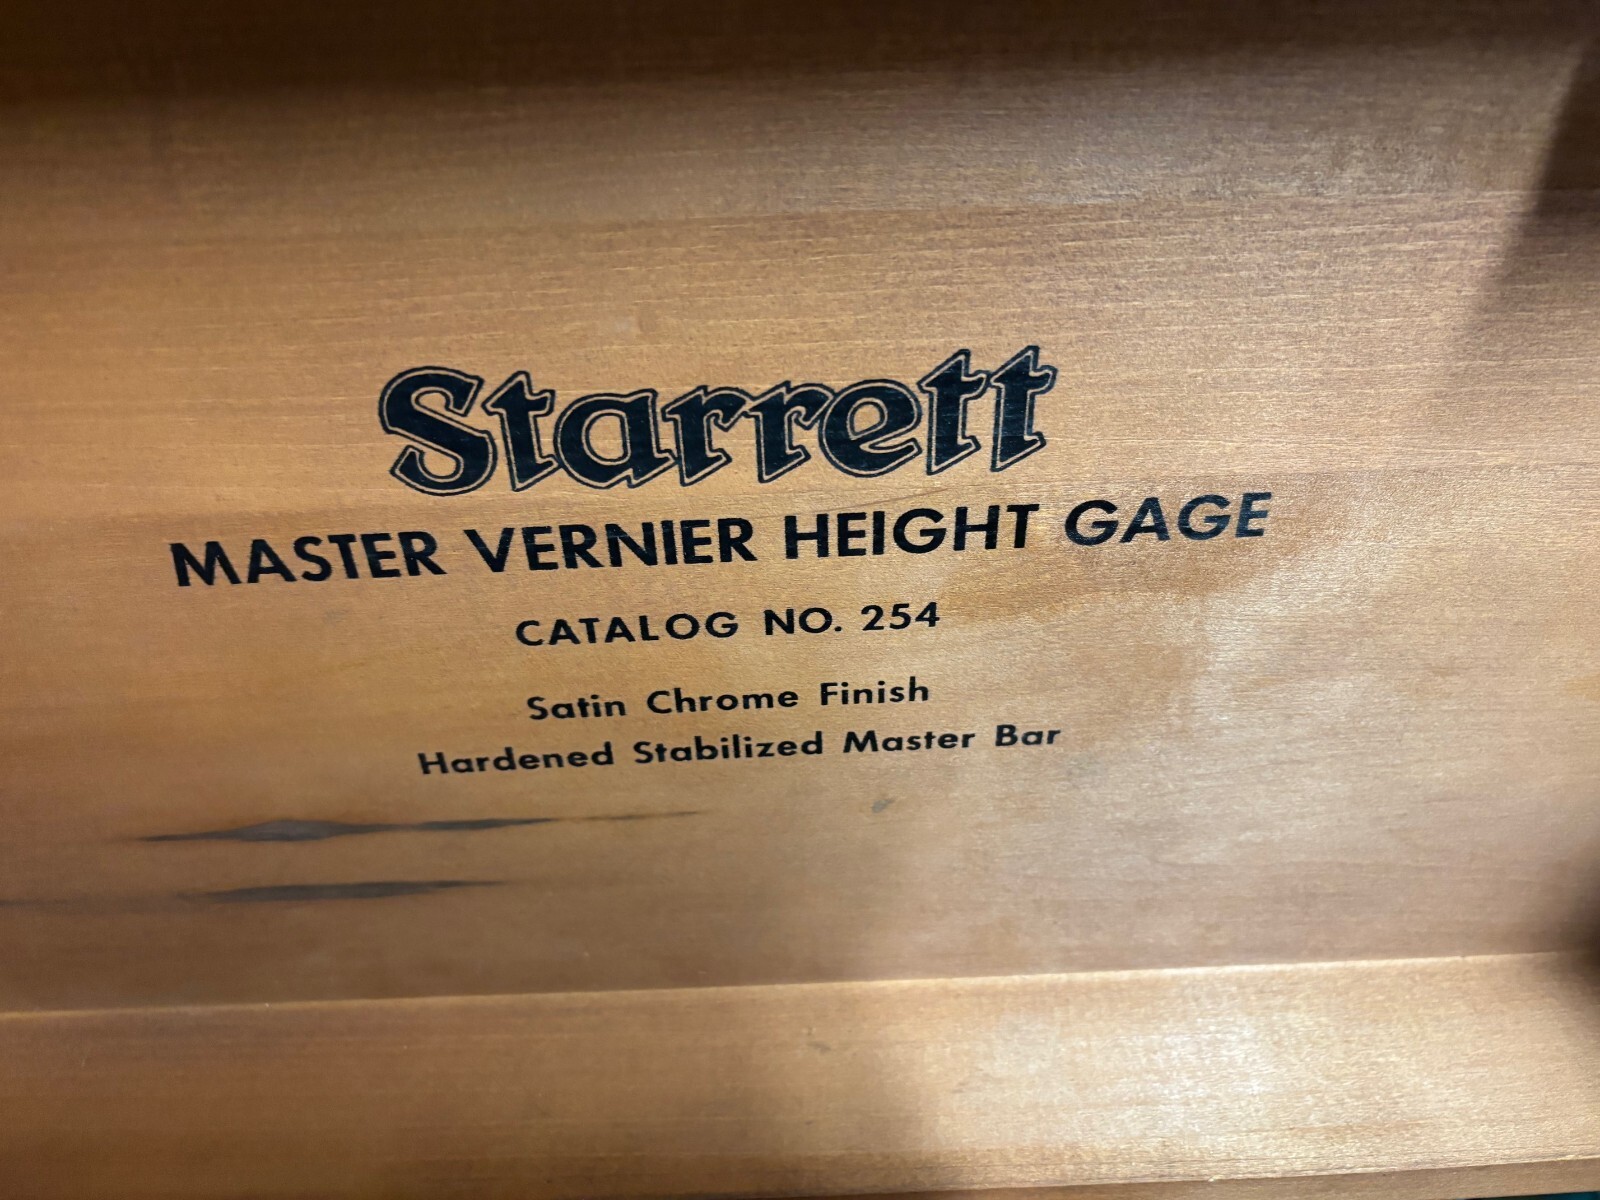 Starrett
MASTER VERNIER HEIGHT GAGE
CATALOG NO. 254
Satin Chrome Finish
Hardened Stabilized Master Bar